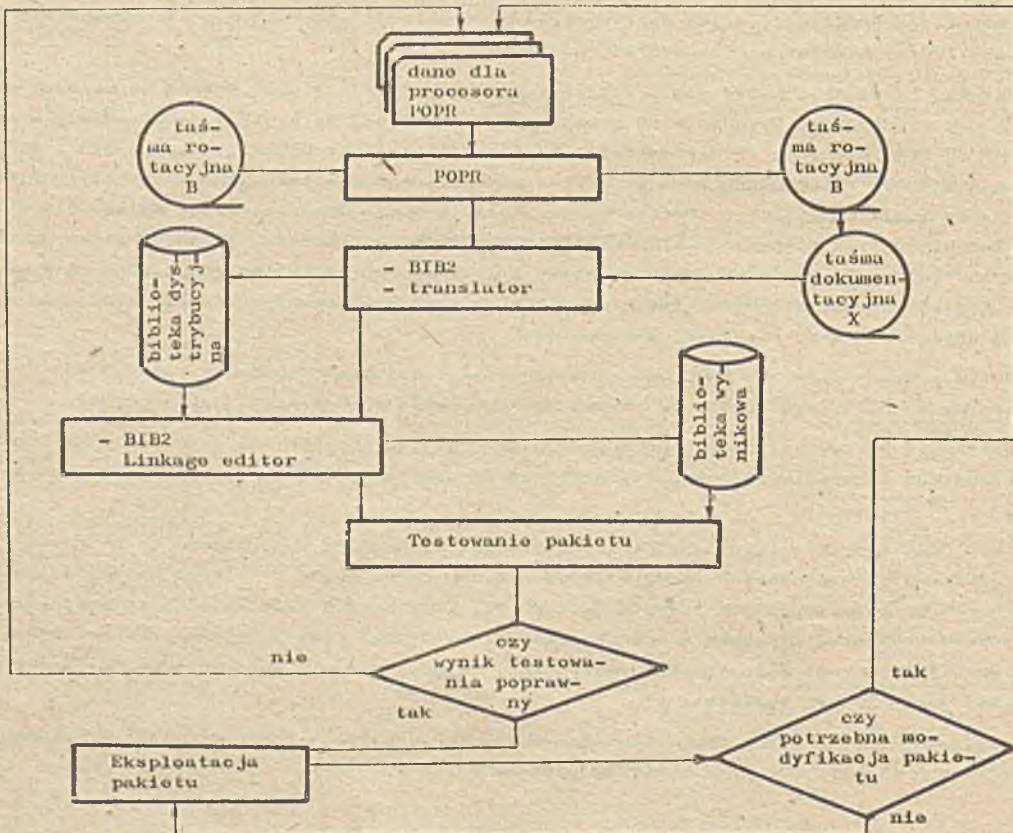 dane dla
procesora
POPR
taś-
ma ro-
tacyjna
B
POPR
taś-
ma ro-
tacyjna
B
biblio-
teka dys-
trybucyj-
na
- BIB2
- translator
taśma
dokumen-
tacyjna
X
- BIB2
Linkage editor
biblio-
teka wy-
nikowa
Testowanie pakietu
czy
wynik testowa-
nia popraw-
ny
nie
tak
tak
Eksploatacja
pakietu
czy
potrzebna mo-
dyfikacja pakie-
tu
nie